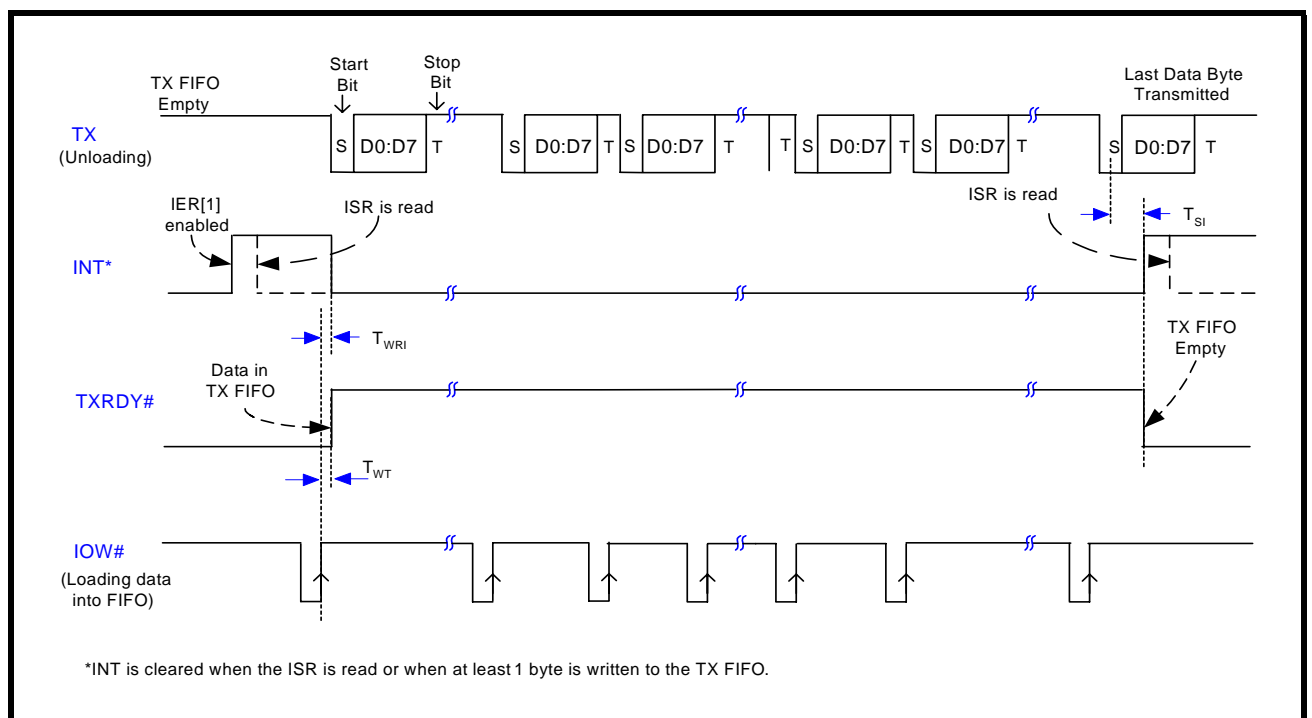 TX FIFO
Empty
Start
Bit
Stop
Bit
Last Data Byte
Transmitted
TX
(Unloading)
S D0:D7 T S D0:D7 T S D0:D7 T T S D0:D7 T S D0:D7 T S D0:D7 T
IER[1]
enabled
ISR is read
ISR is read
TSI
INT*
TWRI
TX FIFO
Empty
Data in
TX FIFO
TXRDY#
TWT
IOW#
(Loading data
into FIFO)
*INT is cleared when the ISR is read or when at least 1 byte is written to the TX FIFO.